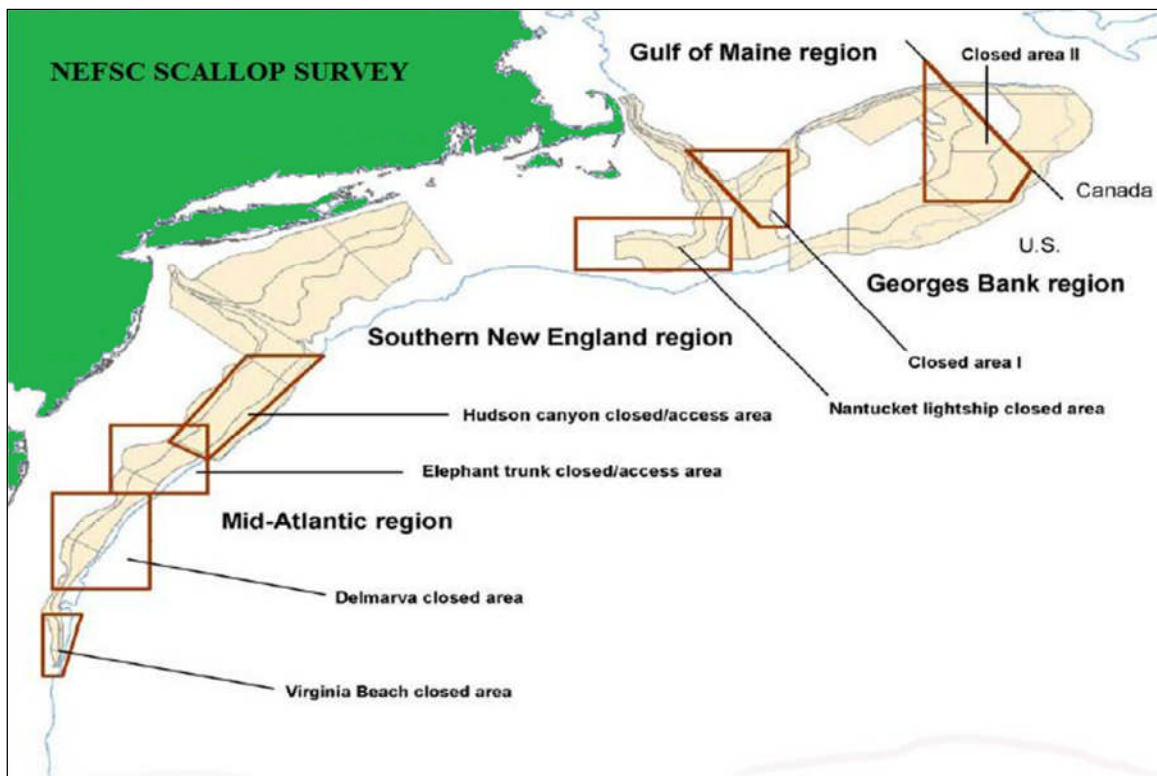 NEFSC SCALLOP SURVEY
Gulf of Maine region
Closed area II
Canada
U.S.
Georges Bank region
Southern New England region
Closed area I
Nantucket lightship closed area
Hudson canyon closed/access area
Elephant trunk closed/access area
Mid-Atlantic region
Delmarva closed area
Virginia Beach closed area